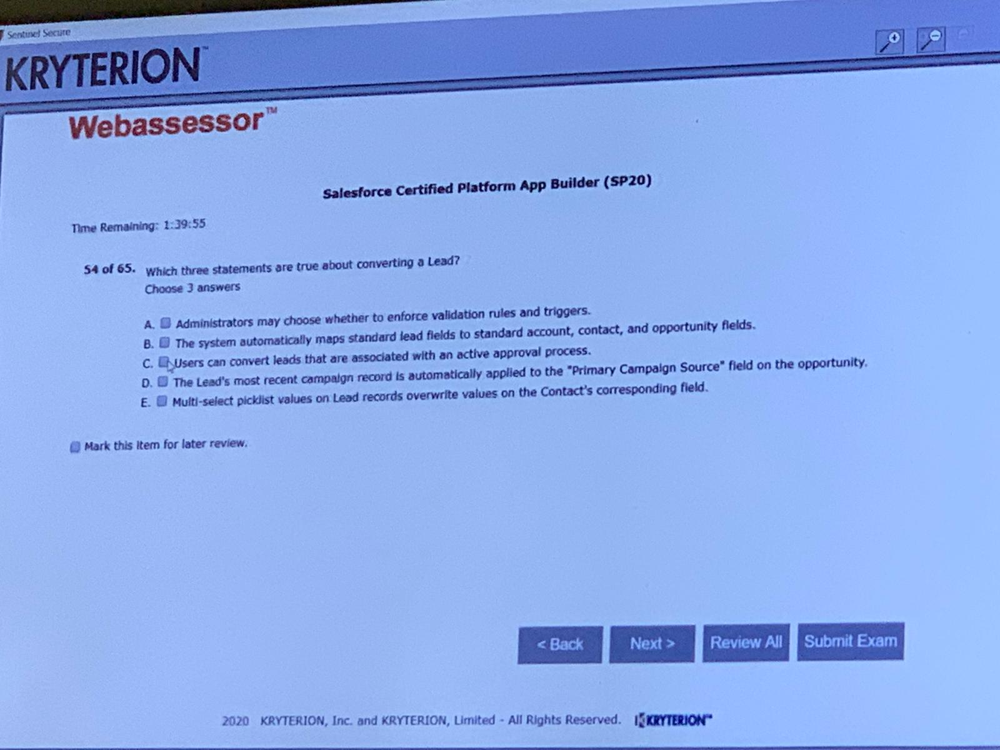 Sentinel Secure
KRYTERION™
Webassessor™
Salesforce Certified Platform App Builder (SP20)
Time Remaining: 1:39:55
54 of 65. Which three statements are true about converting a Lead?
Choose 3 answers
A. Administrators may choose whether to enforce validation rules and triggers.
B. The system automatically maps standard lead fields to standard account, contact, and opportunity fields.
C. Users can convert leads that are associated with an active approval process.
D. The Lead's most recent campaign record is automatically applied to the "Primary Campaign Source" field on the opportunity.
E. Multi-select picklist values on Lead records overwrite values on the Contact's corresponding field.
Mark this item for later review.
< Back Next > Review All Submit Exam
2020 KRYTERION, Inc. and KRYTERION, Limited - All Rights Reserved. KRYTERION™